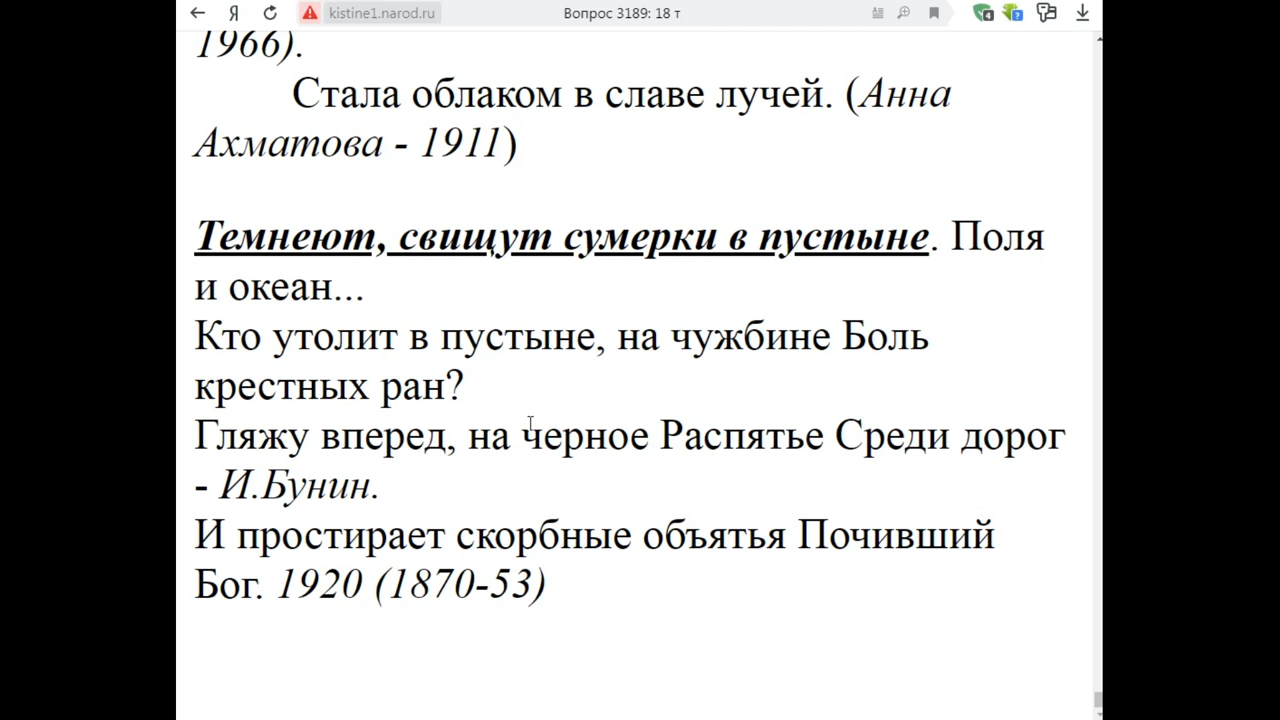 kistine1.narod.ru
Вопрос 3189: 18 т
1966).
Стала облаком в славе лучей. (Анна
Ахматова - 1911)
Темнеют, свищут сумерки в пустыне. Поля
и океан...
Кто утолит в пустыне, на чужбине Боль
крестных ран?
Гляжу вперед, на черное Распятье Среди дорог
- И.Бунин.
И простирает скорбные объятья Почивший
Бог. 1920 (1870-53)